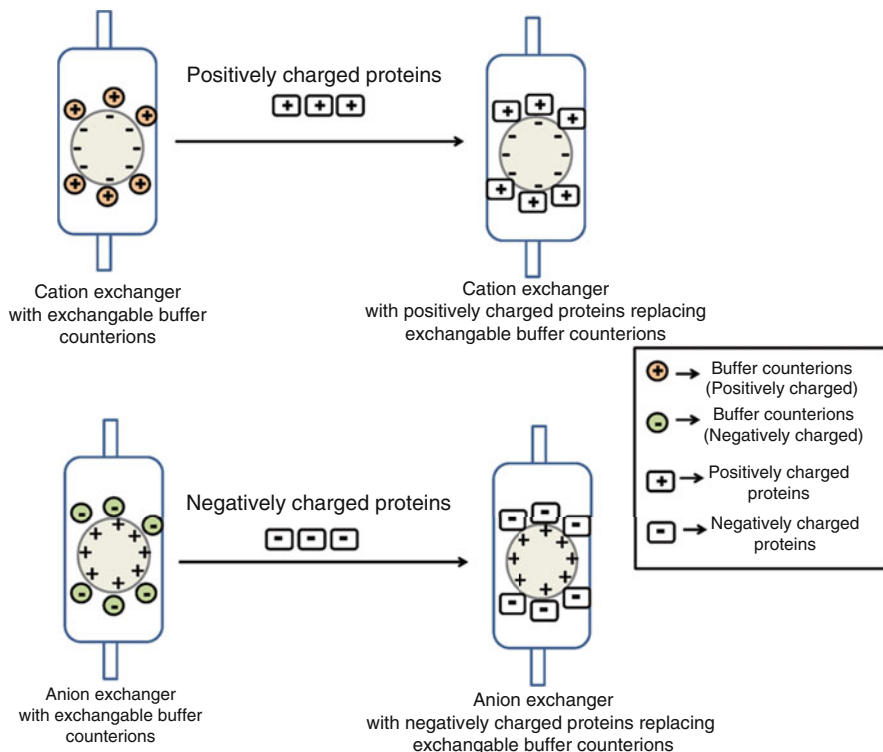 Positively charged proteins
+ + +
Cation exchanger
with exchangable buffer
counterions
Cation exchanger
with positively charged proteins replacing
exchangable buffer counterions
Buffer counterions
(Positively charged)
Buffer counterions
(Negatively charged)
Positively charged
proteins
Negatively charged
proteins
Negatively charged proteins
- - -
Anion exchanger
with exchangable buffer
counterions
Anion exchanger
with negatively charged proteins replacing
exchangable buffer counterions